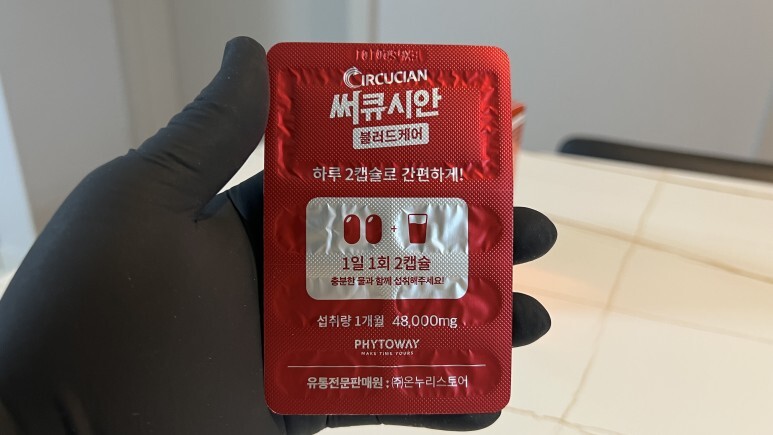 CIRCUCIAN
써큐시안
블러드케어
하루 2캡슐로 간편하게!
+
1일 1회 2캡슐
충분한 물과 함께 섭취해주세요!
섭취량 1개월 48,000mg
PHYTOWAY
MAKE TIME YOURS
유통전문판매원 : ㈜온누리스토어